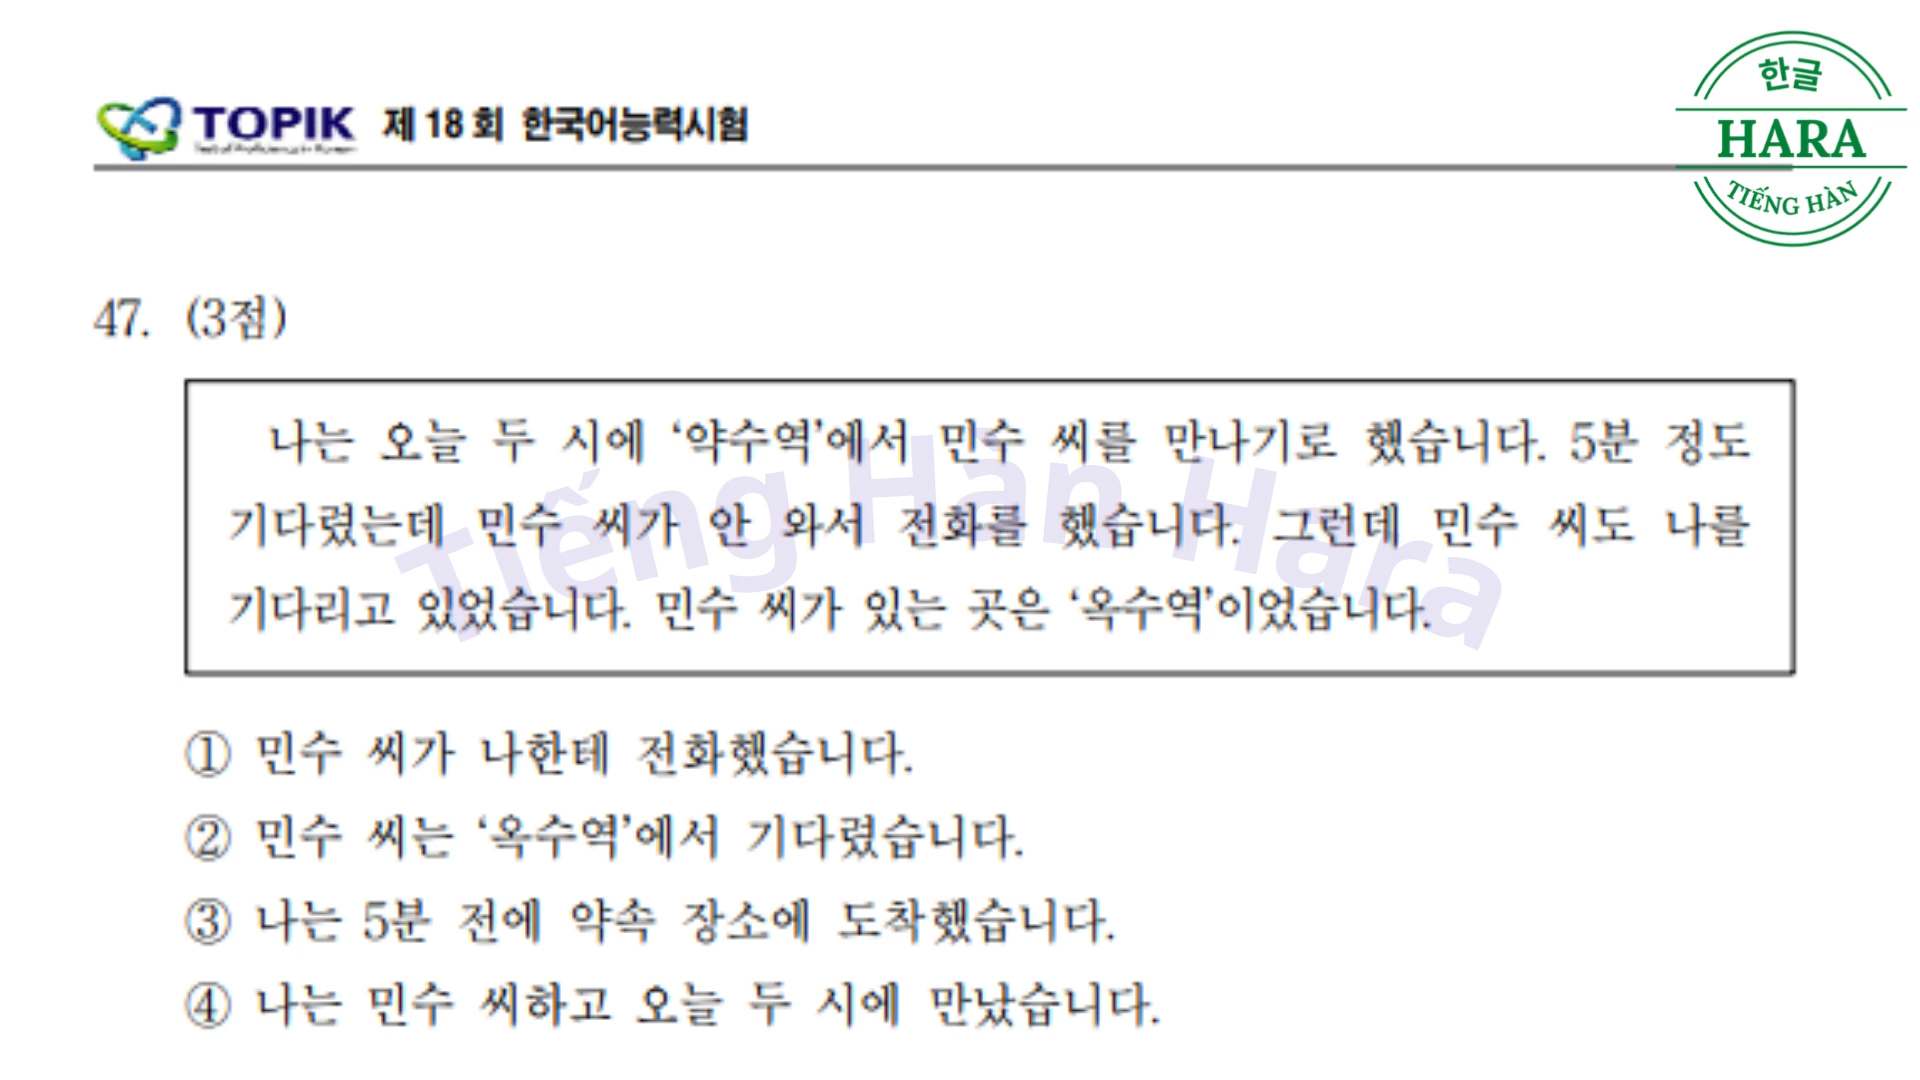 한글
HARA
TIẾNG HÀN
TOPIK 제 18 회 한국어능력시험
47. (3점)
나는 오늘 두 시에 ‘약수역’에서 민수 씨를 만나기로 했습니다. 5분 정도
기다렸는데 민수 씨가 안 와서 전화를 했습니다. 그런데 민수 씨도 나를
기다리고 있었습니다. 민수 씨가 있는 곳은 ‘옥수역’이었습니다.
Tiếng Hàn Hara
① 민수 씨가 나한테 전화했습니다.
② 민수 씨는 ‘옥수역’에서 기다렸습니다.
③ 나는 5분 전에 약속 장소에 도착했습니다.
④ 나는 민수 씨하고 오늘 두 시에 만났습니다.